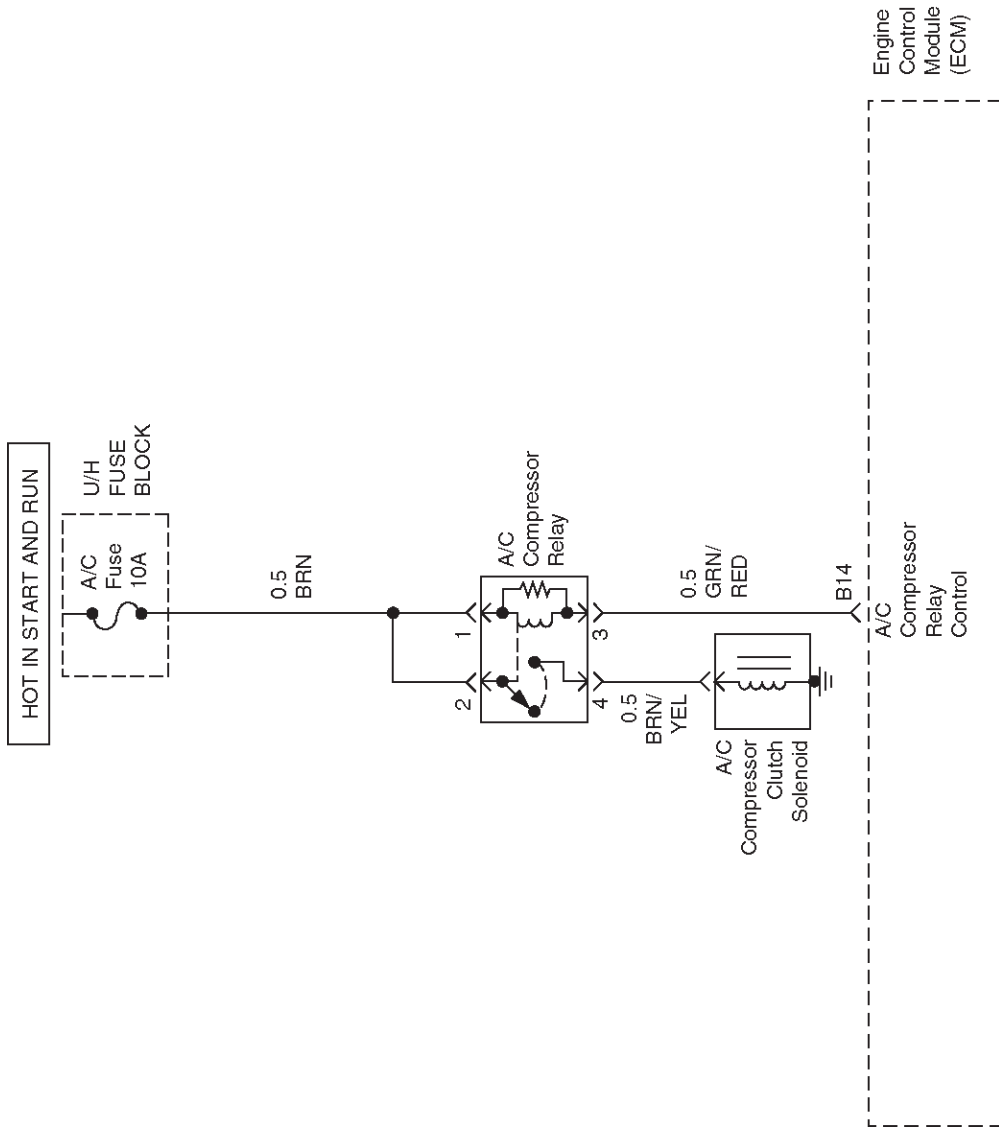 HOT IN START AND RUN
A/C
Fuse
10A
U/H
FUSE
BLOCK
0.5
BRN
2
1
A/C
Compressor
Relay
4
3
0.5
BRN/
YEL
0.5
GRN/
RED
A/C
Compressor
Clutch
Solenoid
B14
A/C
Compressor
Relay
Control
Engine
Control
Module
(ECM)